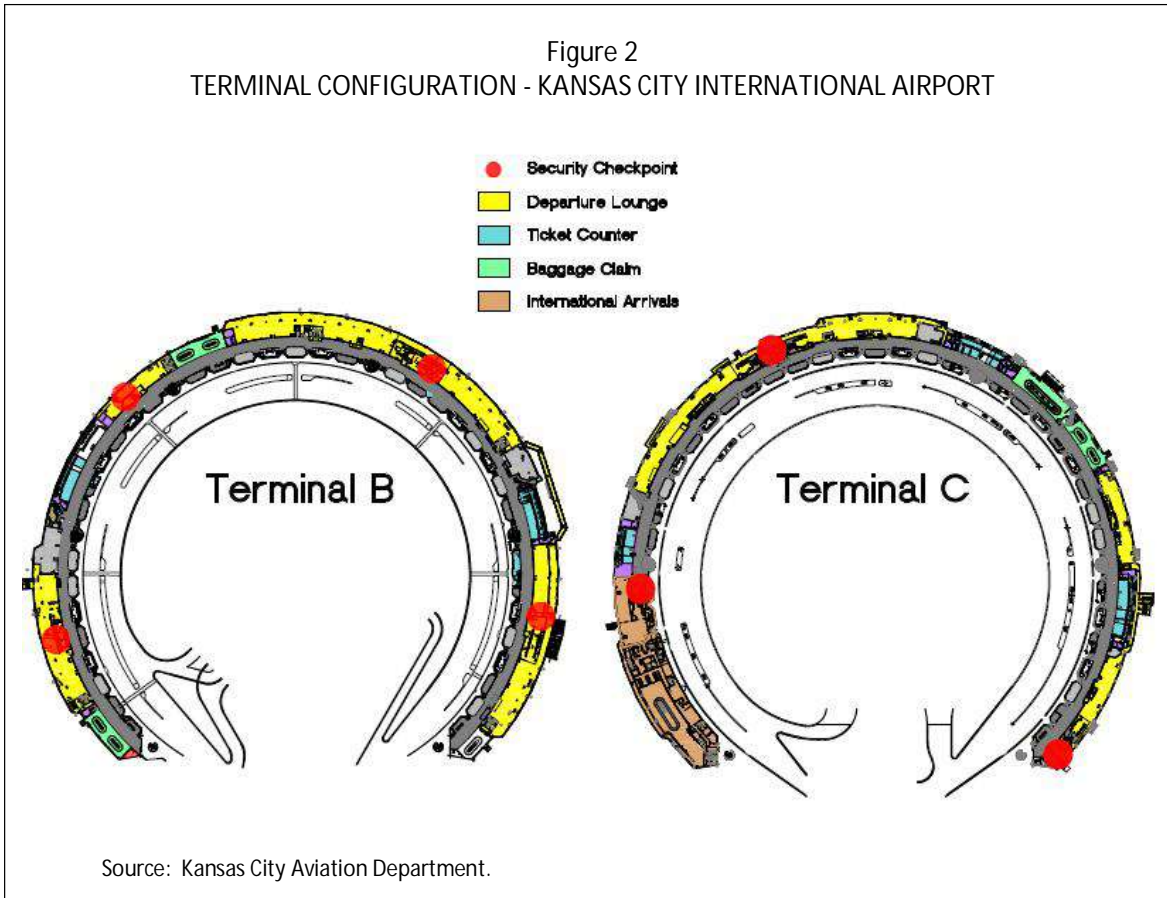 Figure 2
TERMINAL CONFIGURATION - KANSAS CITY INTERNATIONAL AIRPORT
Security Checkpoint
Departure Lounge
Ticket Counter
Baggage Claim
International Arrivals
Terminal B
Terminal C
Source: Kansas City Aviation Department.